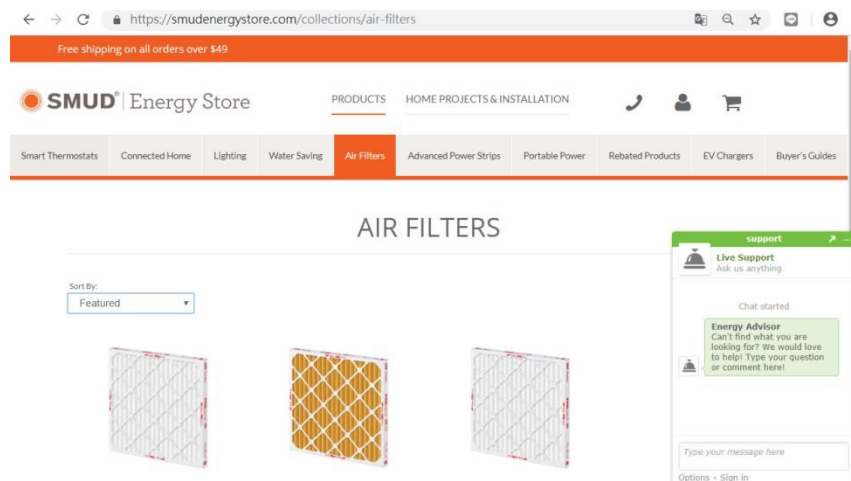 https://smudenergystore.com/collections/air-filters
Free shipping on all orders over $49
SMUD® | Energy Store
PRODUCTS HOME PROJECTS & INSTALLATION
Smart Thermostats Connected Home Lighting Water Saving Air Filters Advanced Power Strips Portable Power Rebated Products EV Chargers Buyer's Guides
AIR FILTERS
Sort By:
Featured
support
Live Support
Ask us anything
Chat started
Energy Advisor
Can't find what you are
looking for? We would love
to help! Type your question
or comment here!
Type your message here
Options • Sign in